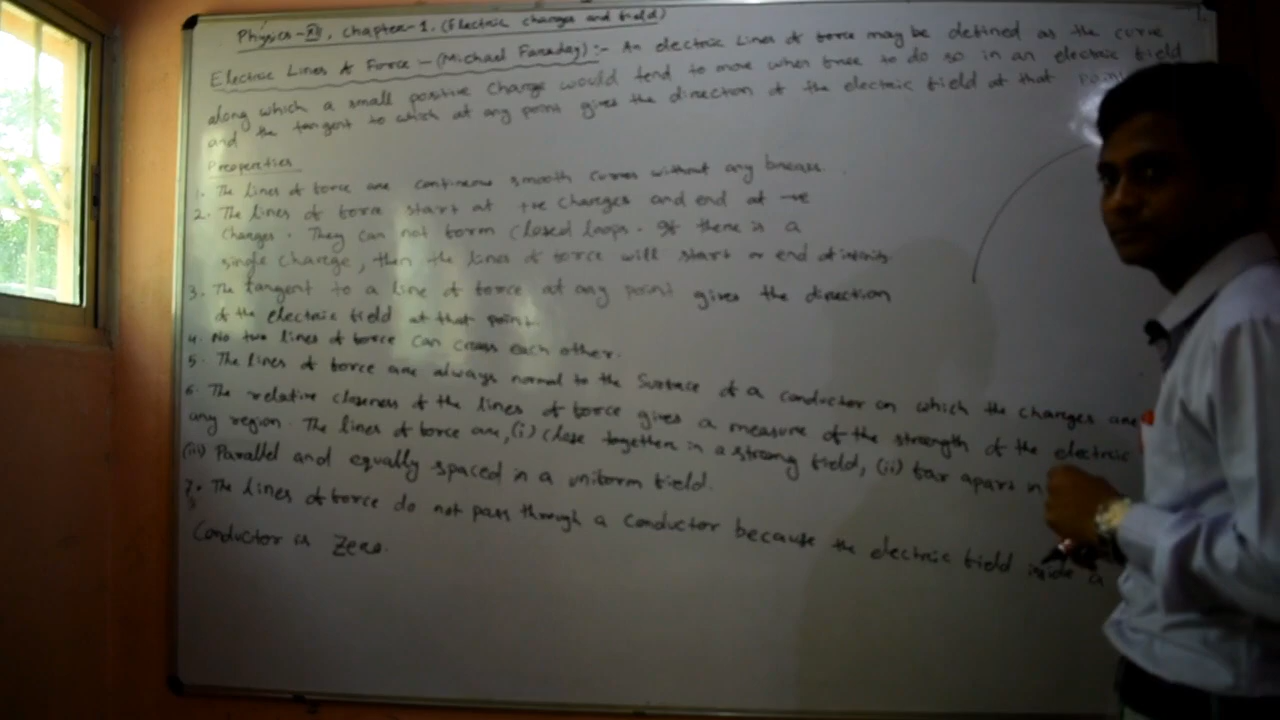 Physics-XII, Chapter-1, (Electric charges and field)
Electric Lines of Force - (Michael Faraday) :- An electric Lines of force may be defined as the curve
along which a small positive Charge would tend to move when free to do so in an electric field
and the tangent to which at any point gives the direction of the electric field at that point
Properties
1. The lines of force are continuous smooth curves without any breaks.
2. The lines of force start at +ve charges and end at -ve
charges. They can not form closed loops. If there is a
single charge, then the lines of force will start or end at infinity.
3. The tangent to a line of force at any point gives the direction
of the electric field at that point.
4. No two lines of force can cross each other.
5. The lines of force are always normal to the Surface of a conductor on which the charges are
6. The relative closeness of the lines of force gives a measure of the strength of the electric
any region. The lines of force are, (i) close together in a strong field, (ii) far apart in
(iii) Parallel and equally spaced in a uniform field.
7. The lines of force do not pass through a conductor because the electric field inside a
Conductor is Zero.